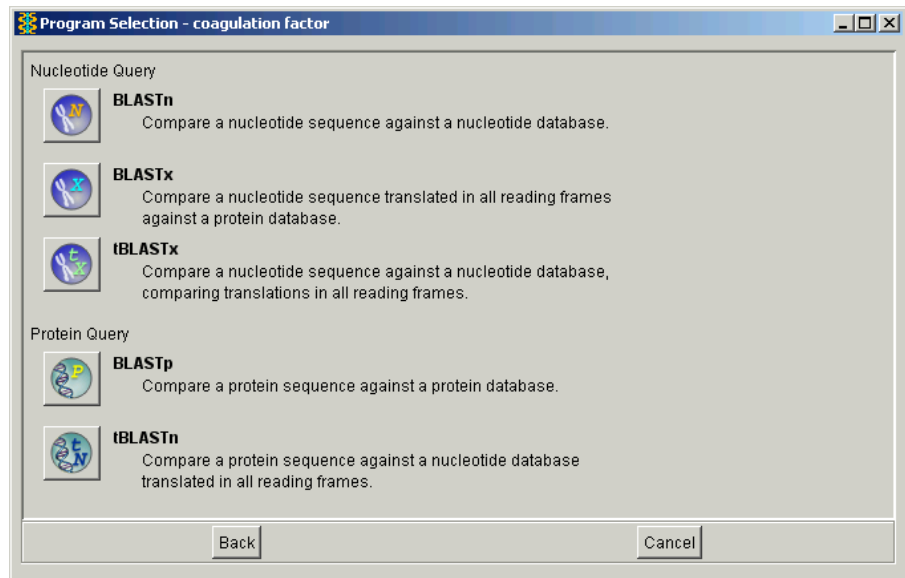 Program Selection - coagulation factor
Nucleotide Query
N
BLASTn
Compare a nucleotide sequence against a nucleotide database.
X
BLASTx
Compare a nucleotide sequence translated in all reading frames
against a protein database.
t
X
tBLASTx
Compare a nucleotide sequence against a nucleotide database,
comparing translations in all reading frames.
Protein Query
P
BLASTp
Compare a protein sequence against a protein database.
t
N
tBLASTn
Compare a protein sequence against a nucleotide database
translated in all reading frames.
Back
Cancel